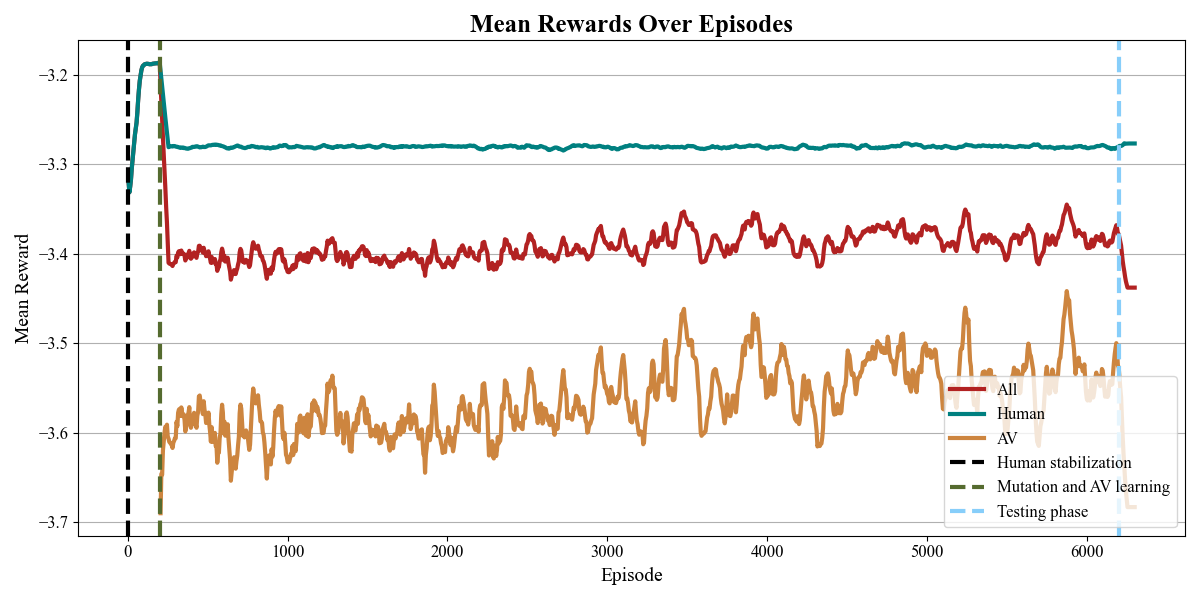 Mean Rewards Over Episodes
Mean Reward
−3.2
−3.3
−3.4
−3.5
−3.6
−3.7
0
1000
2000
3000
4000
5000
6000
Episode
All
Human
AV
Human stabilization
Mutation and AV learning
Testing phase